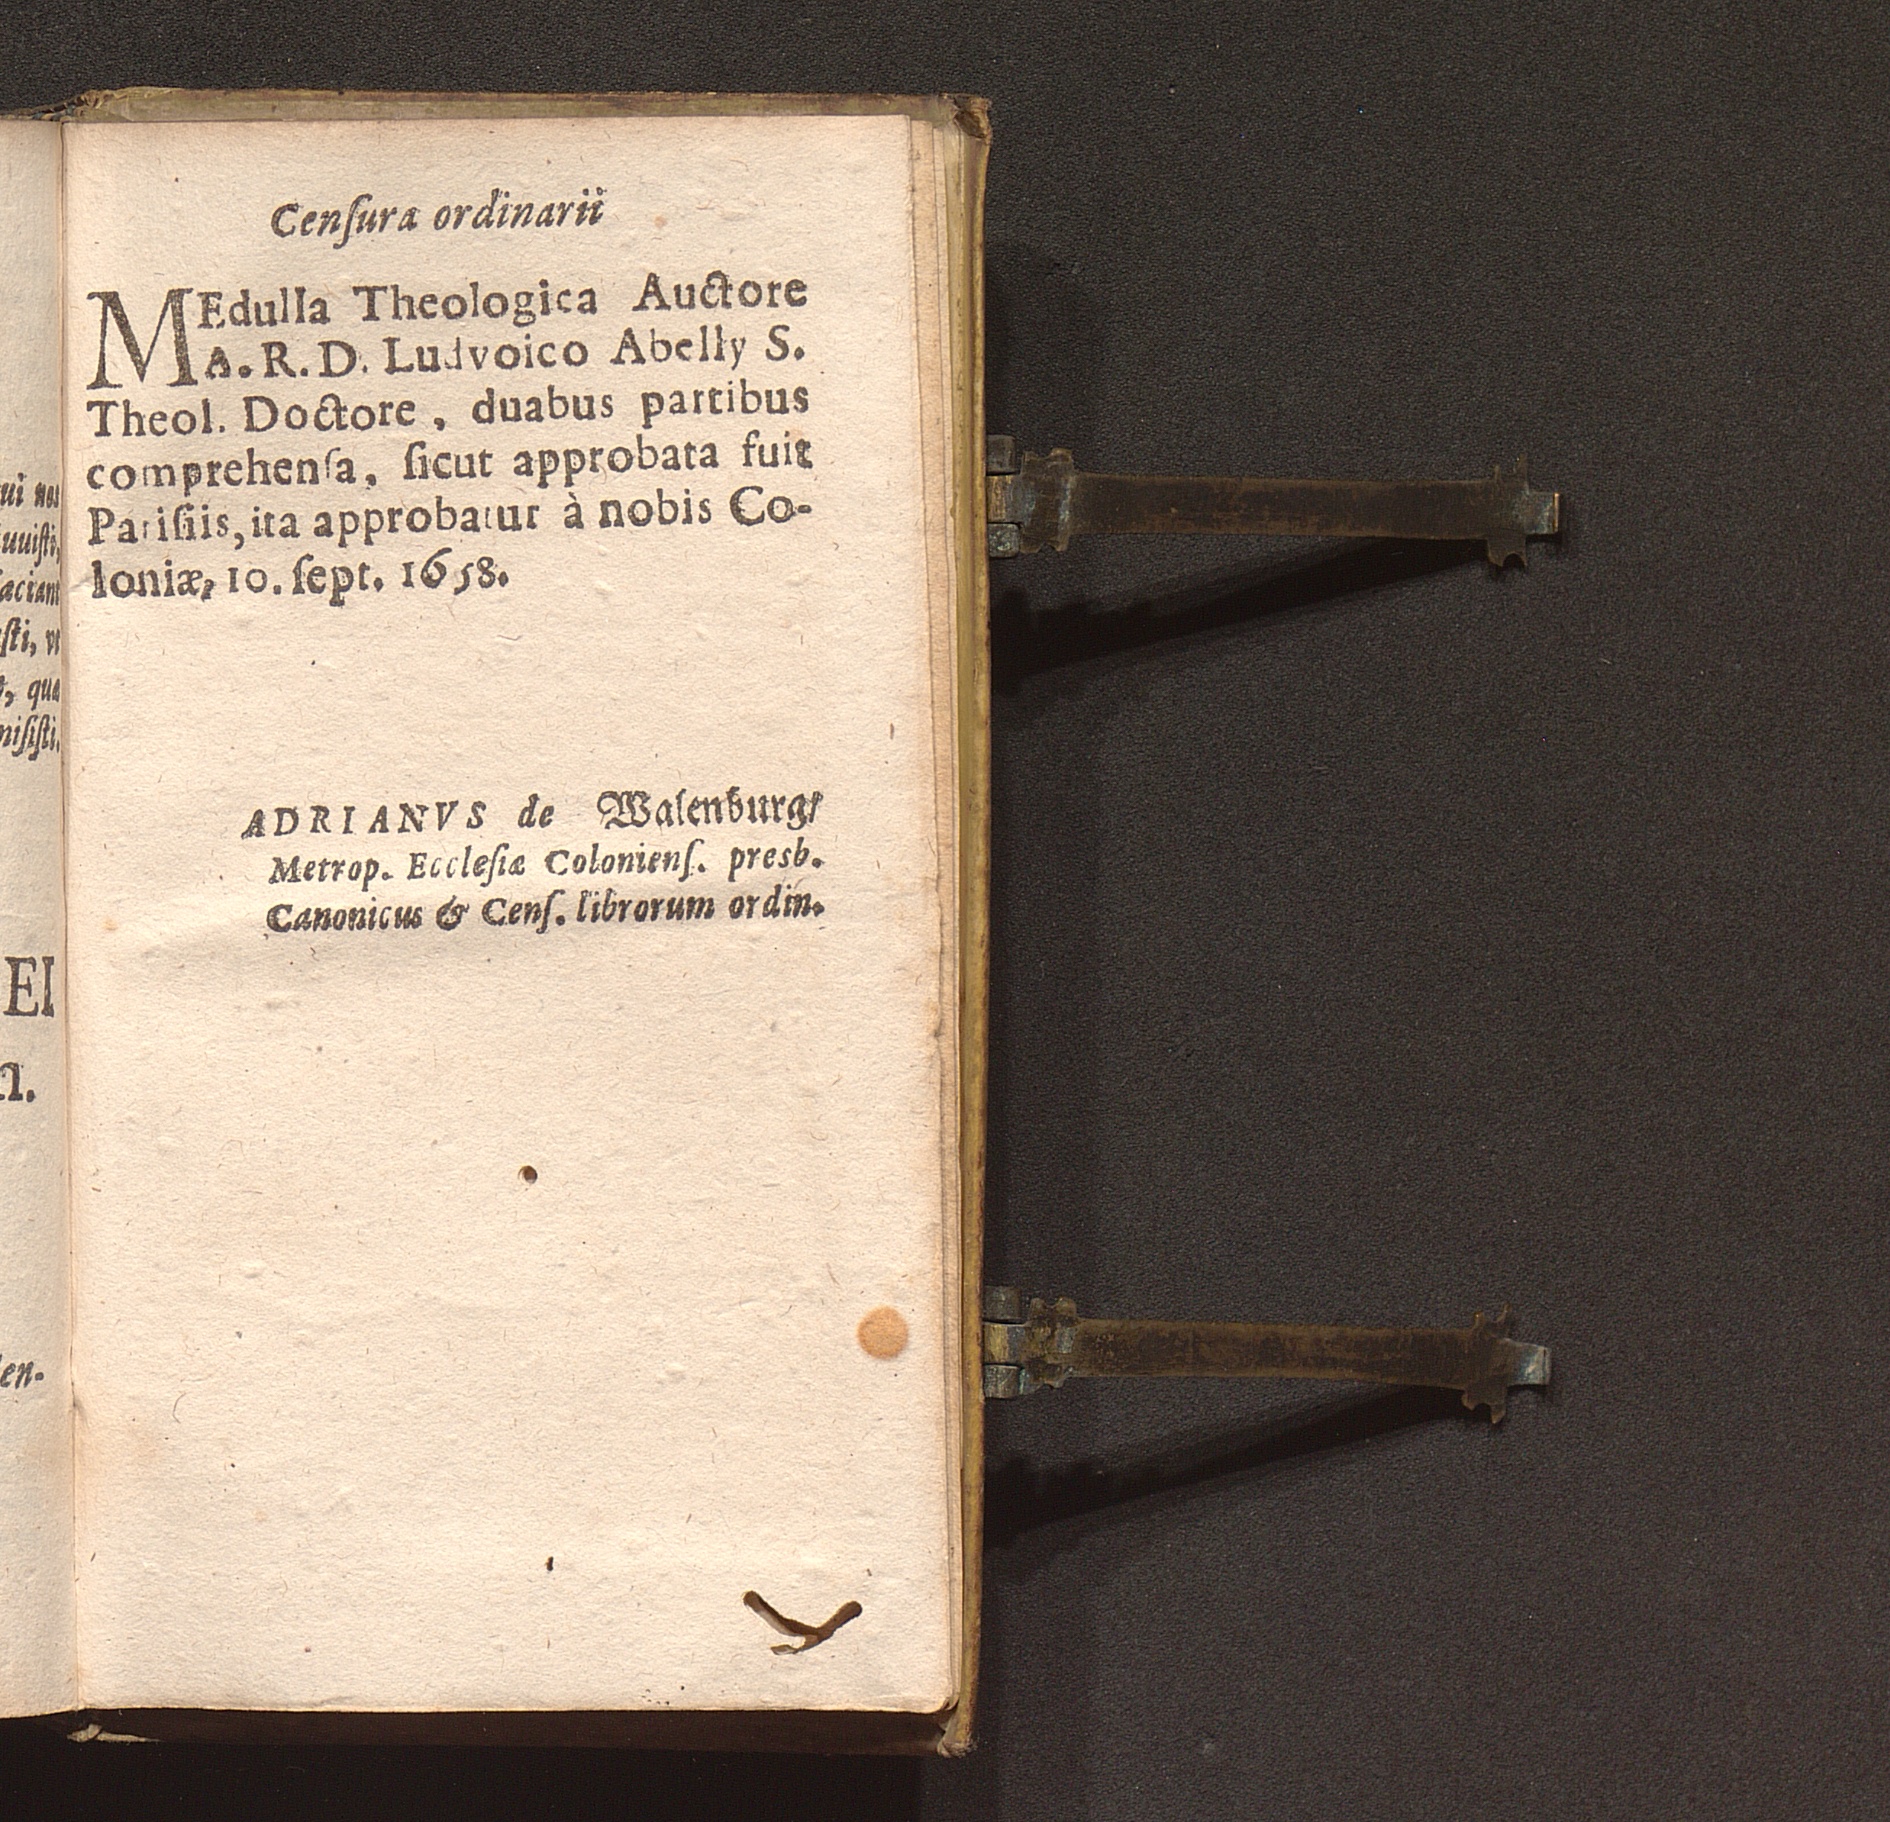 Cenſura ordinarii
MEdulla Theologica Auctore
A. R. D. Ludvoico Abelly S.
Theol. Doctore, duabus partibus
comprehenſa, ſicut approbata fuit
Pariſiis, ita approbatur à nobis Co-
loniæ, 10. ſept. 1658.
ADRIANVS de Walenburg/
Metrop. Eccleſiæ Colonienſ. presb.
Canonicus & Cenſ. librorum ordin.